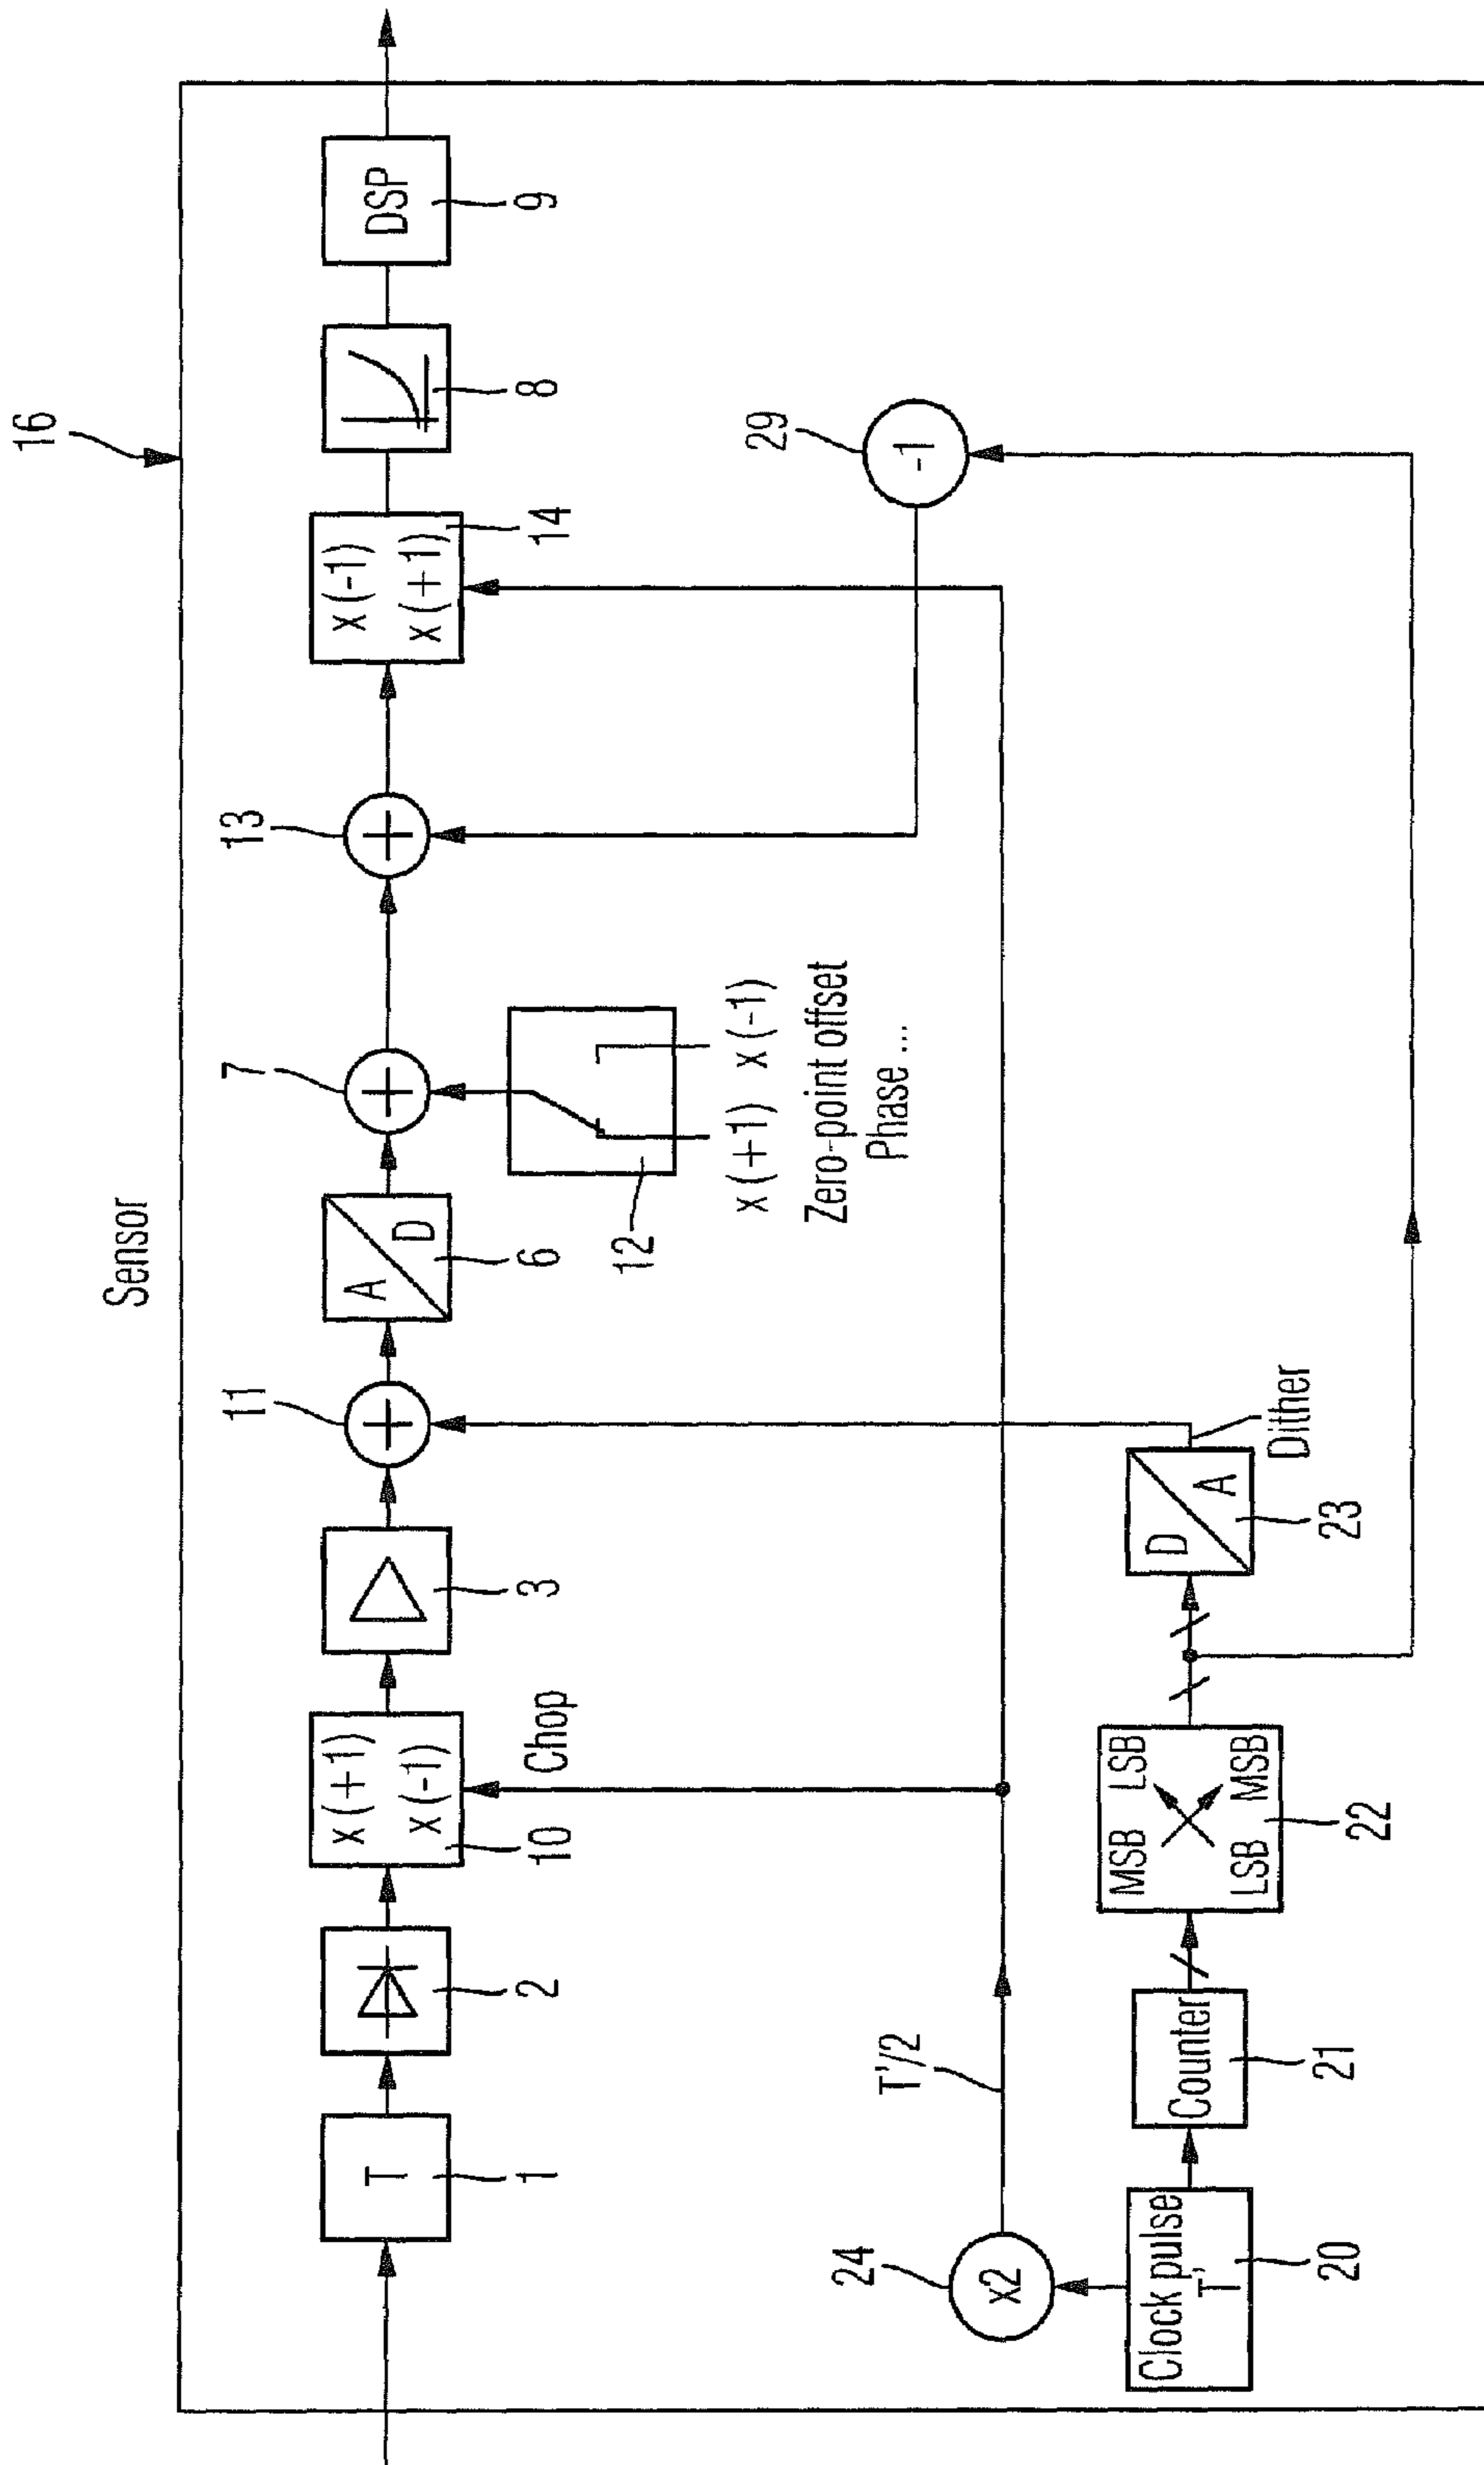 Sensor
16
T
1
2
x (+1)
x (-1)
10
Chop
3
11
A
D
6
7
12
x (+1) x (-1)
Zero-point offset
Phase ...
13
x (-1)
x (+1)
14
8
DSP
9
29
-1
24
x2
T'/2
Clock pulse
T'
20
Counter
21
MSB LSB
LSB MSB
22
D
A
23
Dither